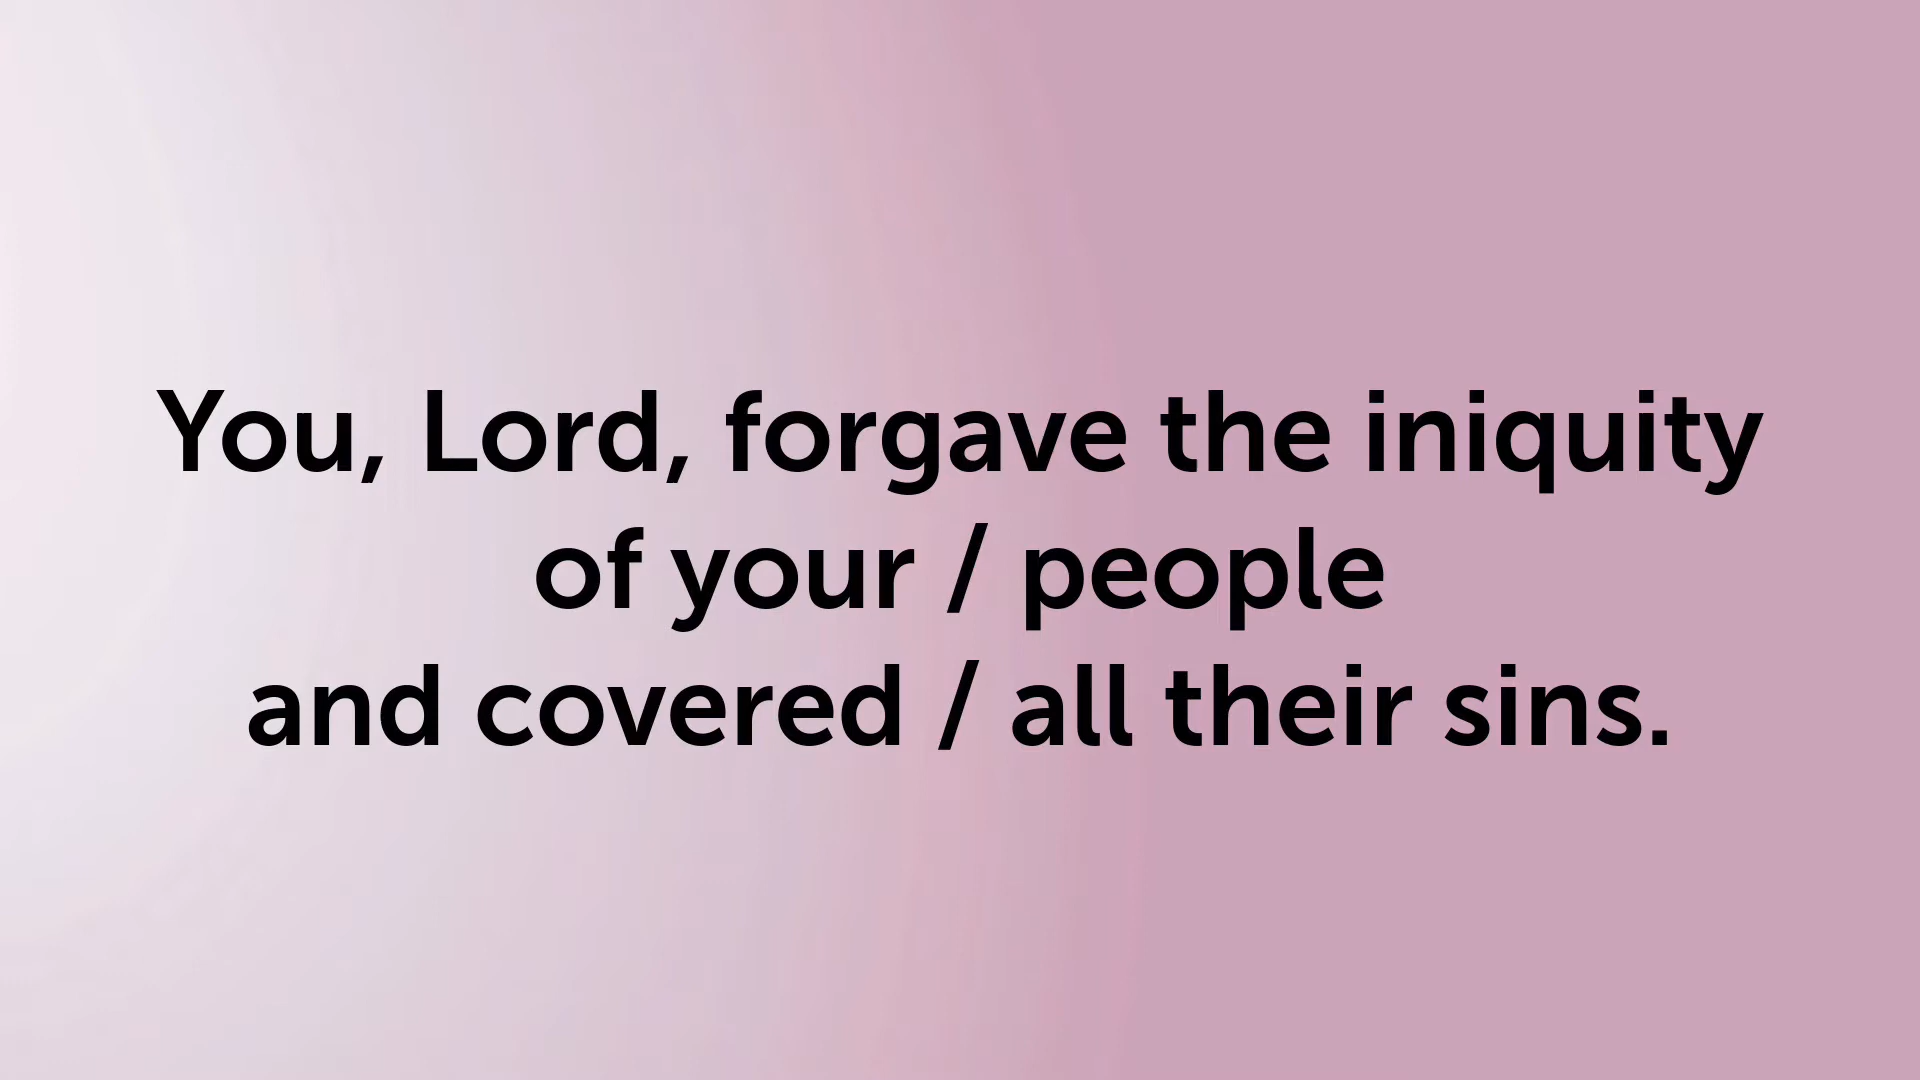 You, Lord, forgave the iniquity
of your / people
and covered / all their sins.